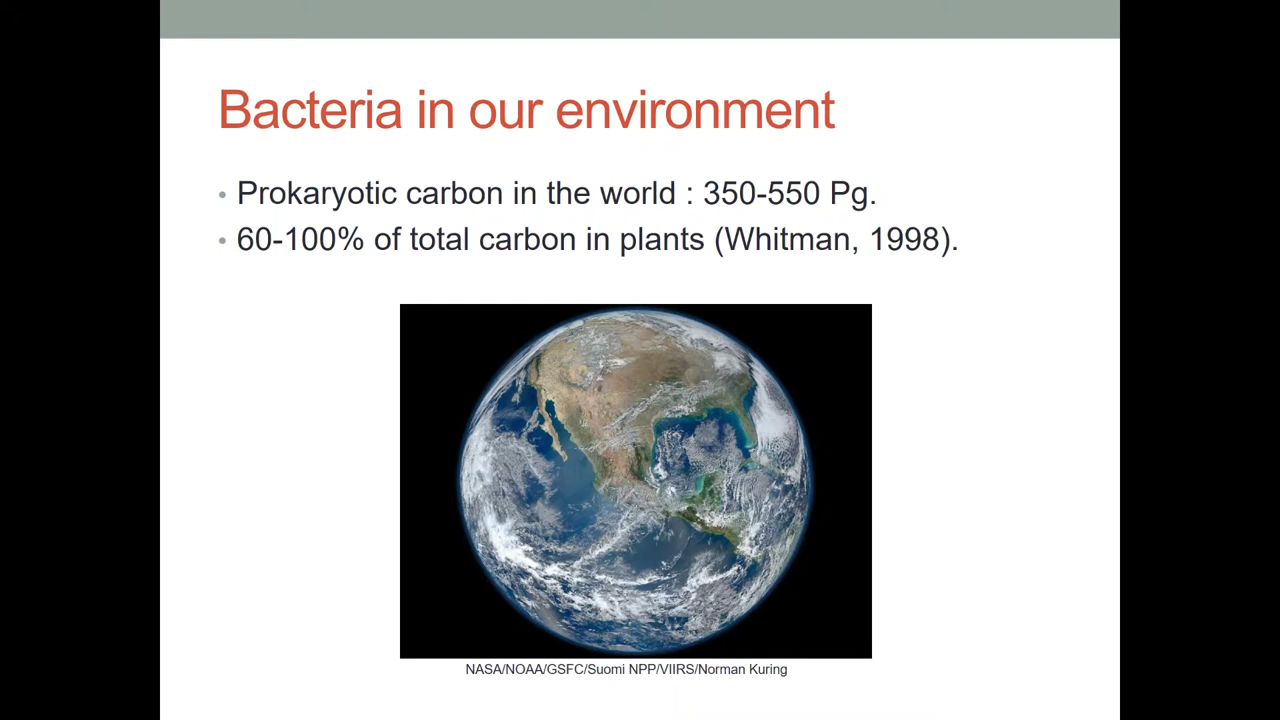 Bacteria in our environment
• Prokaryotic carbon in the world : 350-550 Pg.
• 60-100% of total carbon in plants (Whitman, 1998).
NASA/NOAA/GSFC/Suomi NPP/VIIRS/Norman Kuring